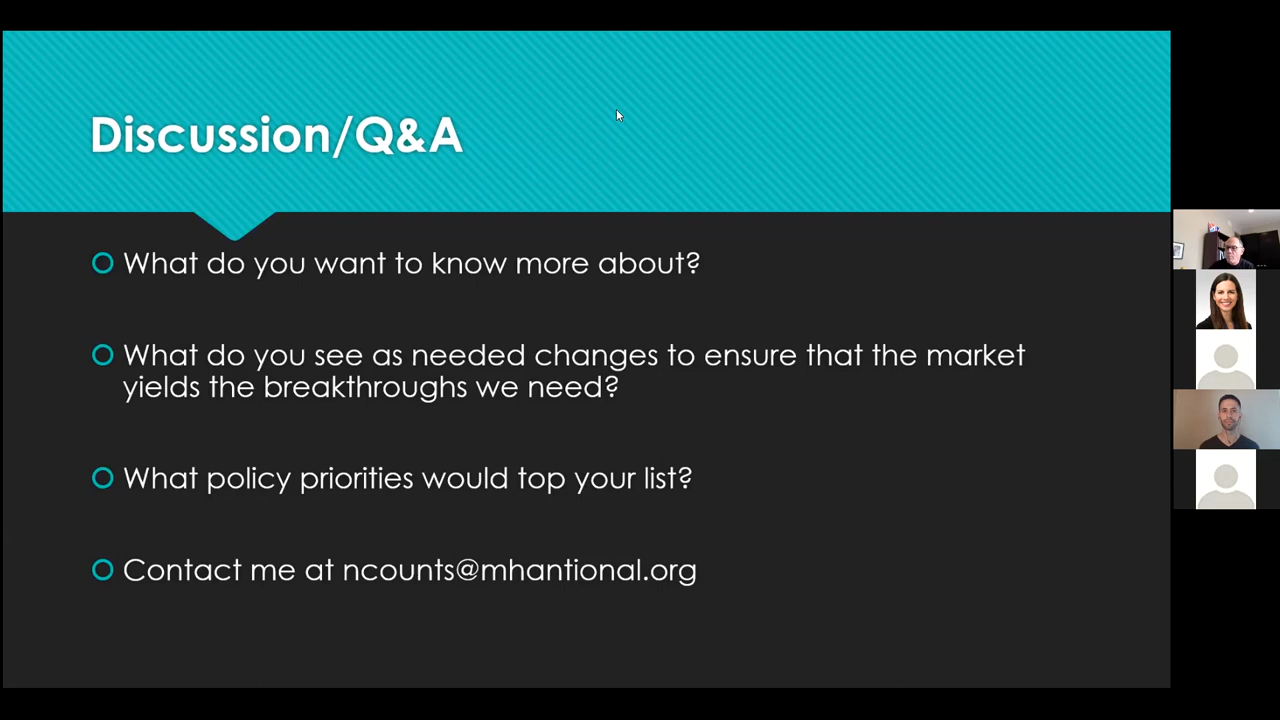 Discussion/Q&A
What do you want to know more about?
What do you see as needed changes to ensure that the market
yields the breakthroughs we need?
What policy priorities would top your list?
Contact me at ncounts@mhantional.org